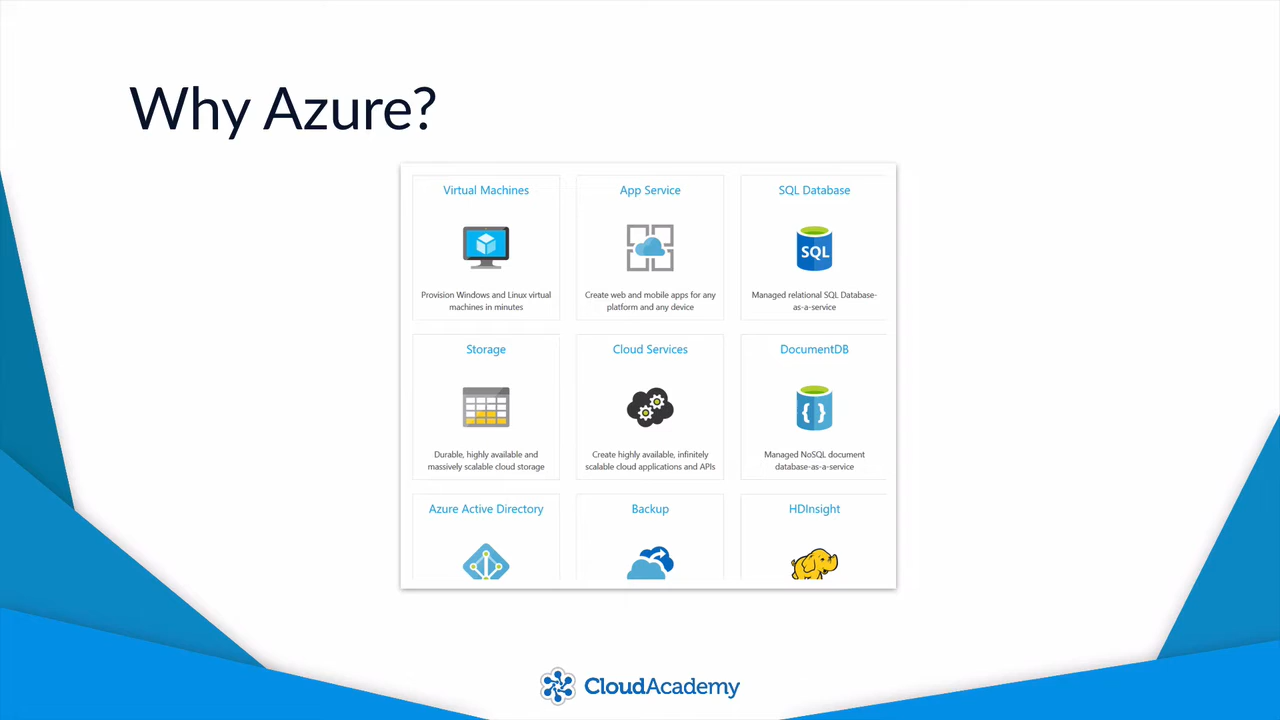 Why Azure?
Virtual Machines
Provision Windows and Linux virtual
machines in minutes
App Service
Create web and mobile apps for any
platform and any device
SQL Database
SQL
Managed relational SQL Database-
as-a-service
Storage
Durable, highly available and
massively scalable cloud storage
Cloud Services
Create highly available, infinitely
scalable cloud applications and APIs
DocumentDB
{ }
Managed NoSQL document
database-as-a-service
Azure Active Directory
Backup
HDInsight
CloudAcademy